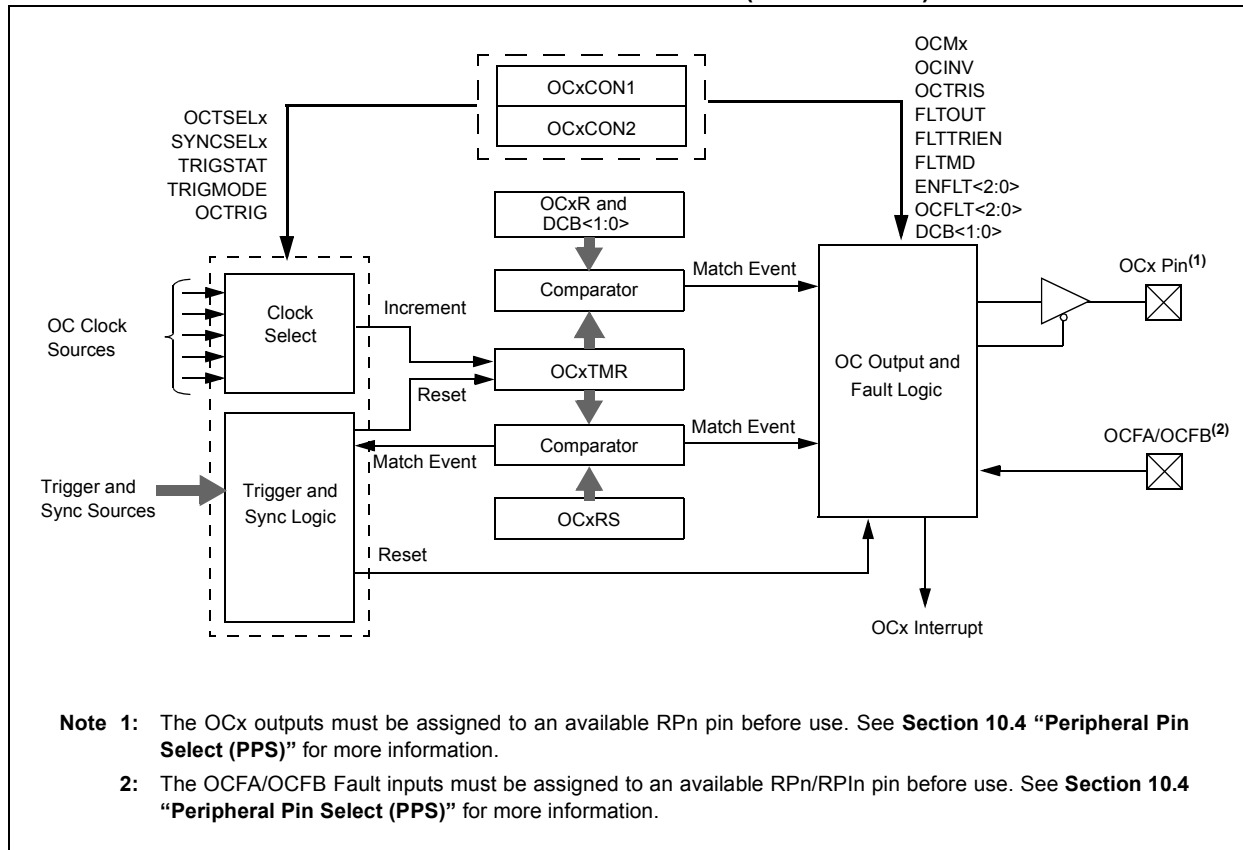 OCxCON1
OCxCON2
OCTSELx
SYNCSELx
TRIGSTAT
TRIGMODE
OCTRIG
OCMx
OCINV
OCTRIS
FLTOUT
FLTTRIEN
FLTMD
ENFLT<2:0>
OCFLT<2:0>
DCB<1:0>
OCxR and
DCB<1:0>
Match Event
Comparator
OCx Pin(1)
OC Clock
Sources
Clock
Select
Increment
OCxTMR
Reset
OC Output and
Fault Logic
Match Event
Comparator
Match Event
OCFA/OCFB(2)
Trigger and
Sync Sources
Trigger and
Sync Logic
OCxRS
Reset
OCx Interrupt
Note 1: The OCx outputs must be assigned to an available RPn pin before use. See Section 10.4 “Peripheral Pin
Select (PPS)” for more information.
2: The OCFA/OCFB Fault inputs must be assigned to an available RPn/RPIn pin before use. See Section 10.4
“Peripheral Pin Select (PPS)” for more information.